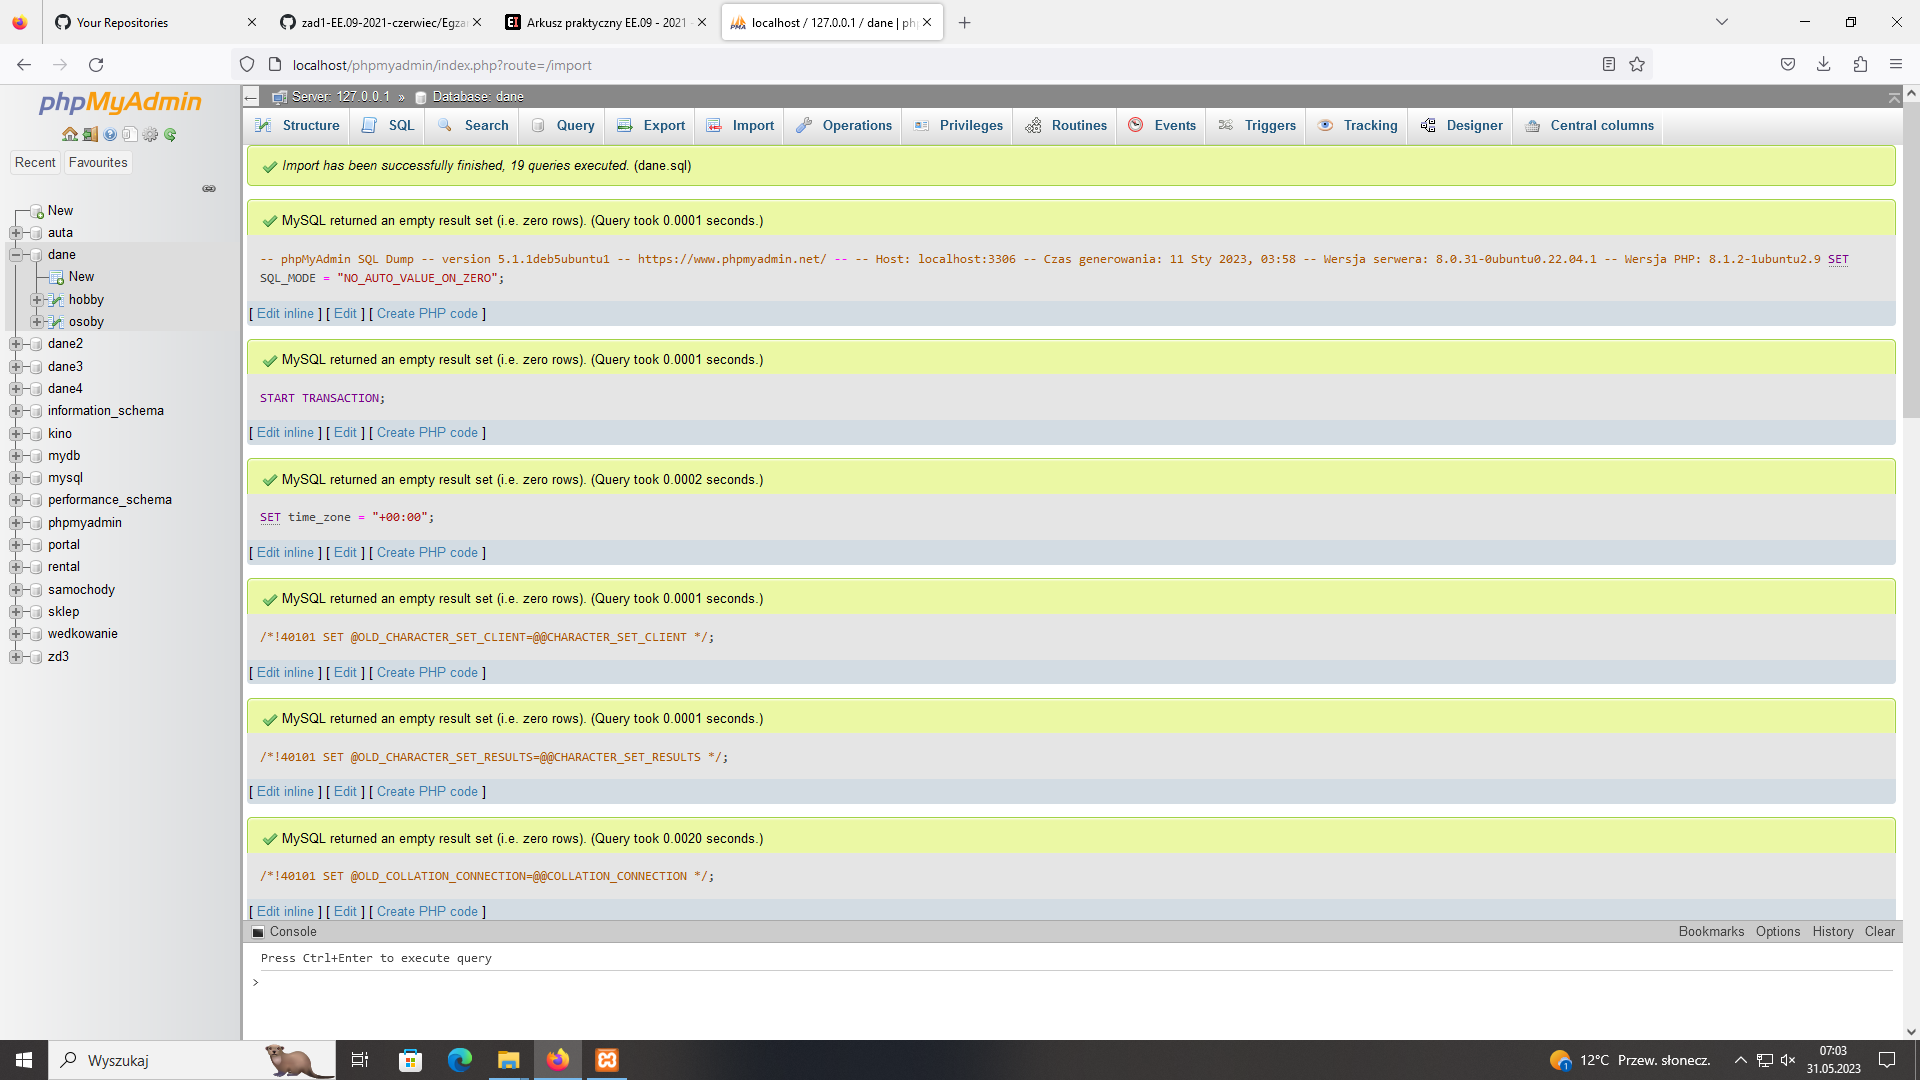 Your Repositories
zad1-EE.09-2021-czerwiec/Egza
Arkusz praktyczny EE.09 - 2021 -
localhost / 127.0.0.1 / dane | ph
localhost/phpmyadmin/index.php?route=/import
phpMyAdmin
Recent
Favourites
New
auta
dane
New
hobby
osoby
dane2
dane3
dane4
information_schema
kino
mydb
mysql
performance_schema
phpmyadmin
portal
rental
samochody
sklep
wedkowanie
zd3
Server: 127.0.0.1 » Database: dane
Structure SQL Search Query Export Import Operations Privileges Routines Events Triggers Tracking Designer Central columns
Import has been successfully finished, 19 queries executed. (dane.sql)
MySQL returned an empty result set (i.e. zero rows). (Query took 0.0001 seconds.)
-- phpMyAdmin SQL Dump -- version 5.1.1deb5ubuntu1 -- https://www.phpmyadmin.net/ -- -- Host: localhost:3306 -- Czas generowania: 11 Sty 2023, 03:58 -- Wersja serwera: 8.0.31-0ubuntu0.22.04.1 -- Wersja PHP: 8.1.2-1ubuntu2.9 SET
SQL_MODE = "NO_AUTO_VALUE_ON_ZERO";
[ Edit inline ] [ Edit ] [ Create PHP code ]
MySQL returned an empty result set (i.e. zero rows). (Query took 0.0001 seconds.)
START TRANSACTION;
[ Edit inline ] [ Edit ] [ Create PHP code ]
MySQL returned an empty result set (i.e. zero rows). (Query took 0.0002 seconds.)
SET time_zone = "+00:00";
[ Edit inline ] [ Edit ] [ Create PHP code ]
MySQL returned an empty result set (i.e. zero rows). (Query took 0.0001 seconds.)
/*!40101 SET @OLD_CHARACTER_SET_CLIENT=@@CHARACTER_SET_CLIENT */;
[ Edit inline ] [ Edit ] [ Create PHP code ]
MySQL returned an empty result set (i.e. zero rows). (Query took 0.0001 seconds.)
/*!40101 SET @OLD_CHARACTER_SET_RESULTS=@@CHARACTER_SET_RESULTS */;
[ Edit inline ] [ Edit ] [ Create PHP code ]
MySQL returned an empty result set (i.e. zero rows). (Query took 0.0020 seconds.)
/*!40101 SET @OLD_COLLATION_CONNECTION=@@COLLATION_CONNECTION */;
[ Edit inline ] [ Edit ] [ Create PHP code ]
Console
Bookmarks Options History Clear
Press Ctrl+Enter to execute query
>
Wyszukaj
12°C Przew. słonecz.
07:03
31.05.2023